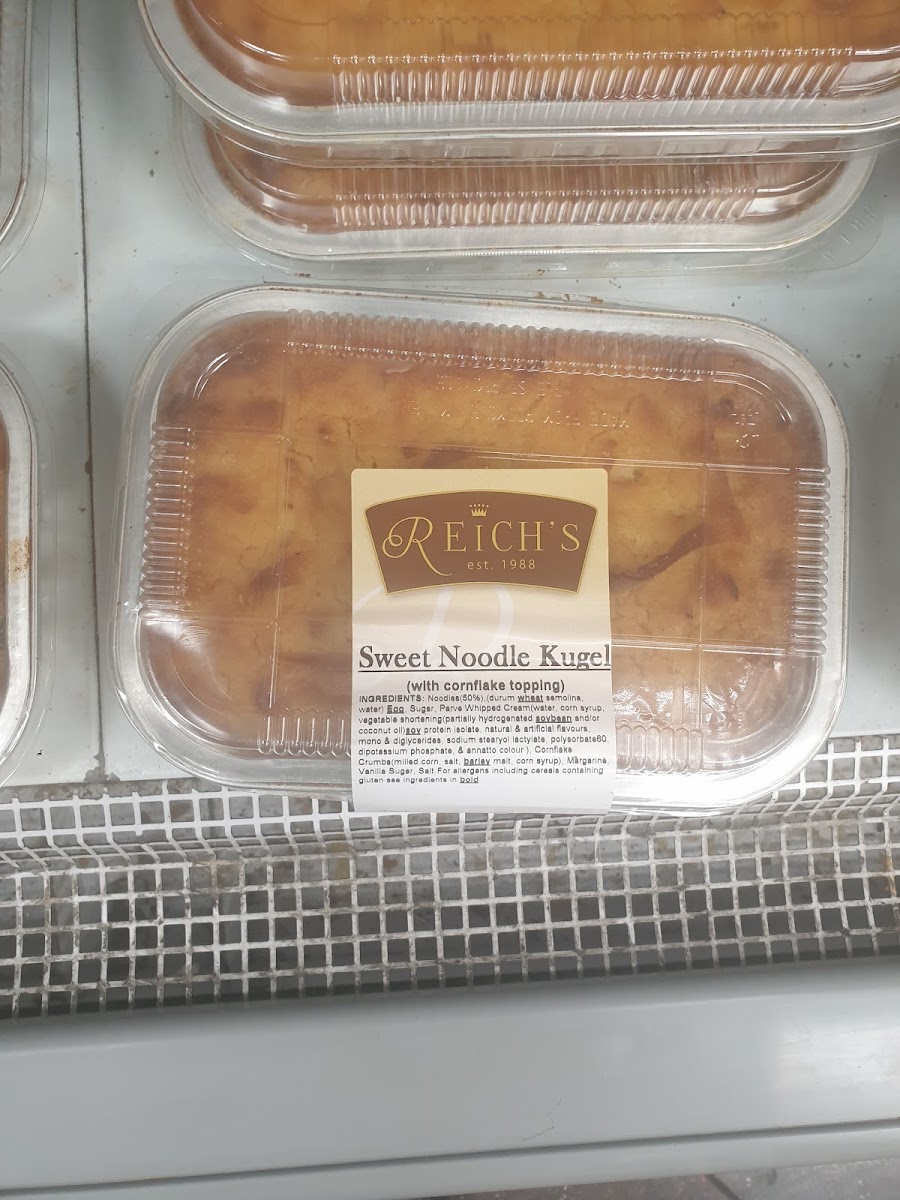 REICH'S
est. 1988
Sweet Noodle Kugel
(with cornflake topping)
INGREDIENTS: Noodles(50%),(durum wheat semolina,
water) Egg, Sugar, Parve Whipped Cream(water, corn syrup,
vegetable shortening(partially hydrogenated soybean and/or
coconut oil)soy protein isolate, natural & artificial flavours,
mono & diglycerides, sodium stearyol lactylate, polysorbate60,
dipotassium phosphate, & annatto colour ), Cornflake
Crumbs(milled corn, salt, barley malt, corn syrup), Margarine,
Vanilla Sugar, Salt.For allergens including cereals containing
gluten see ingredients in bold